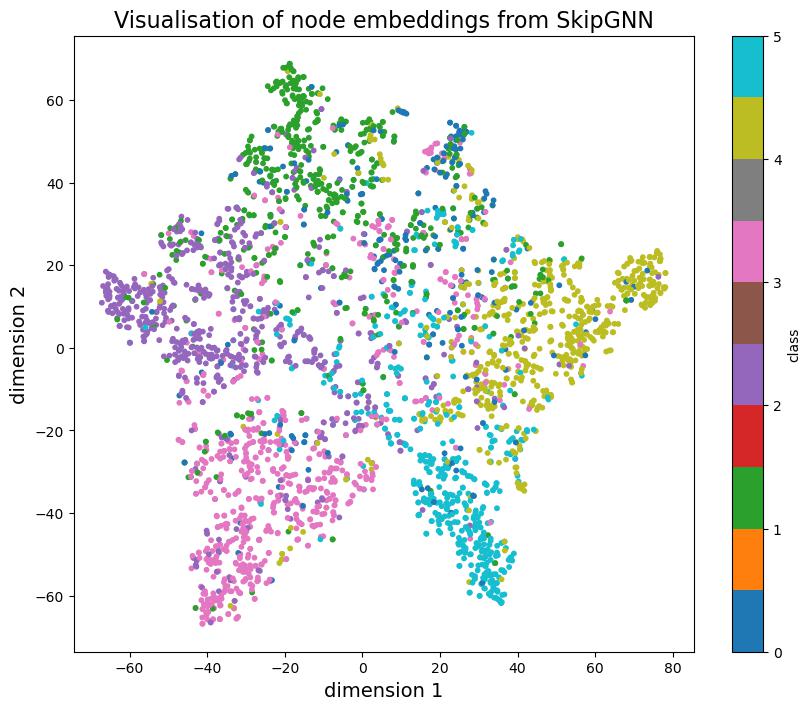 Visualisation of node embeddings from SkipGNN
5
60
4
40
20
3
0
−20
2
−40
1
−60
0
−60 −40 −20 0 20 40 60 80
dimension 1
dimension 2
class